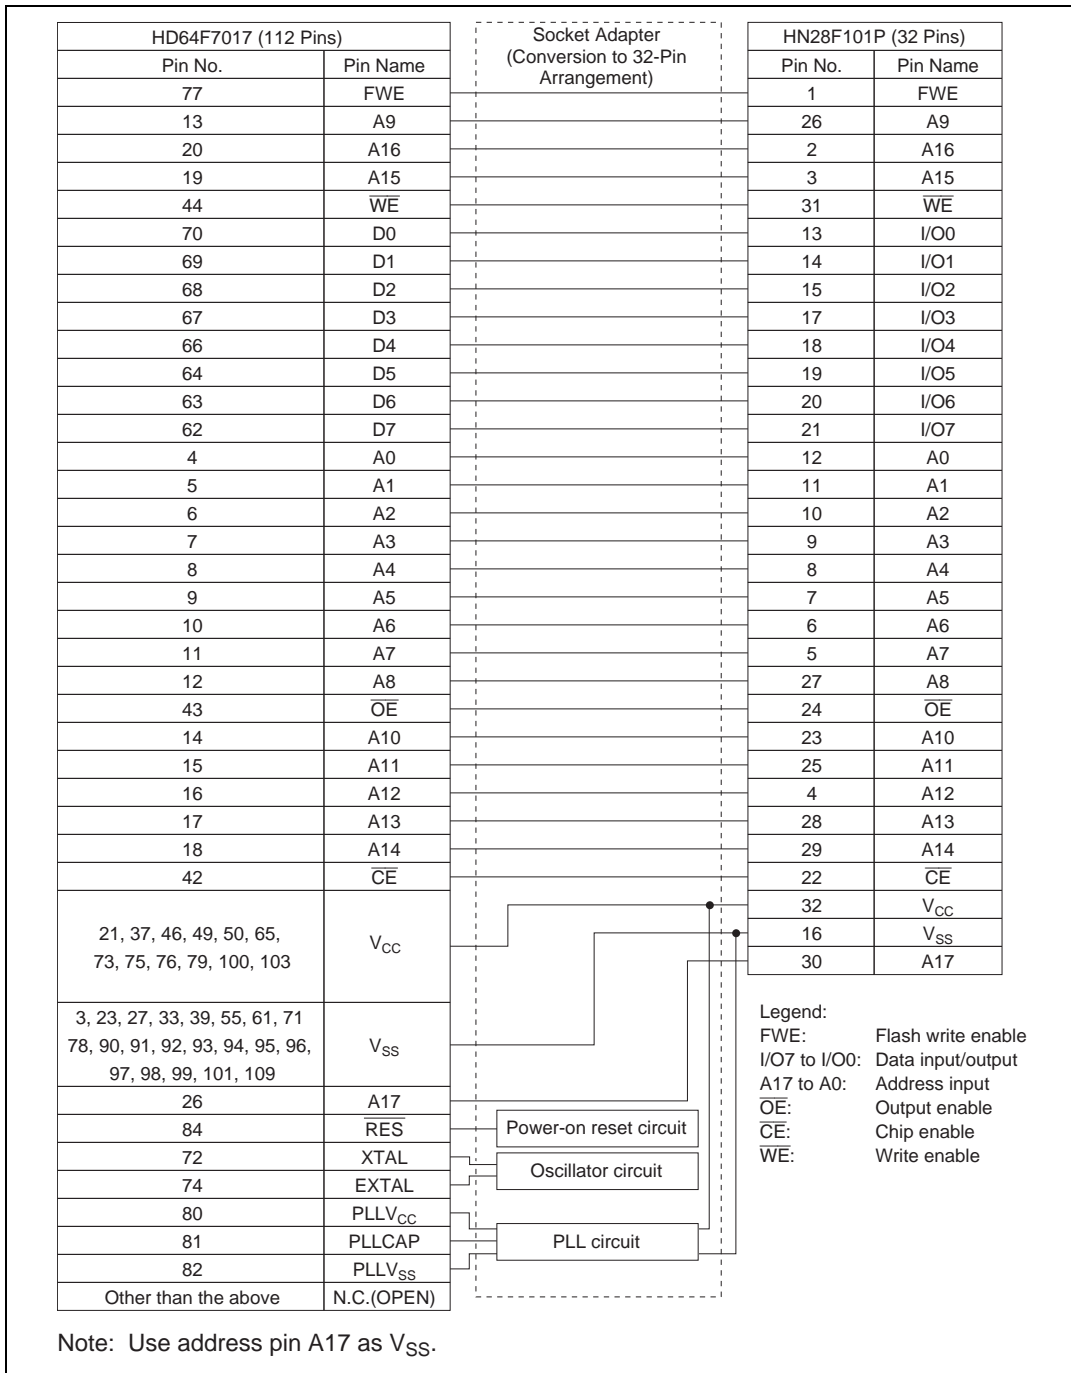 HD64F7017 (112 Pins) Socket Adapter (Conversion to 32-Pin Arrangement) HN28F101P (32 Pins)
Pin No. Pin Name Pin No. Pin Name
77 FWE 1 FWE
13 A9 26 A9
20 A16 2 A16
19 A15 3 A15
44 W̅E̅ 31 W̅E̅
70 D0 13 I/O0
69 D1 14 I/O1
68 D2 15 I/O2
67 D3 17 I/O3
66 D4 18 I/O4
64 D5 19 I/O5
63 D6 20 I/O6
62 D7 21 I/O7
4 A0 12 A0
5 A1 11 A1
6 A2 10 A2
7 A3 9 A3
8 A4 8 A4
9 A5 7 A5
10 A6 6 A6
11 A7 5 A7
12 A8 27 A8
43 O̅E̅ 24 O̅E̅
14 A10 23 A10
15 A11 25 A11
16 A12 4 A12
17 A13 28 A13
18 A14 29 A14
42 C̅E̅ 22 C̅E̅
32 VCC
21, 37, 46, 49, 50, 65,
73, 75, 76, 79, 100, 103 VCC
16 VSS
30 A17
3, 23, 27, 33, 39, 55, 61, 71
78, 90, 91, 92, 93, 94, 95, 96,
97, 98, 99, 101, 109 VSS
26 A17
84 R̅E̅S̅ Power-on reset circuit
72 XTAL Oscillator circuit
74 EXTAL
80 PLLVCC
81 PLLCAP PLL circuit
82 PLLVSS
Other than the above N.C.(OPEN)
Legend:
FWE: Flash write enable
I/O7 to I/O0: Data input/output
A17 to A0: Address input
O̅E̅: Output enable
C̅E̅: Chip enable
W̅E̅: Write enable
Note: Use address pin A17 as VSS.